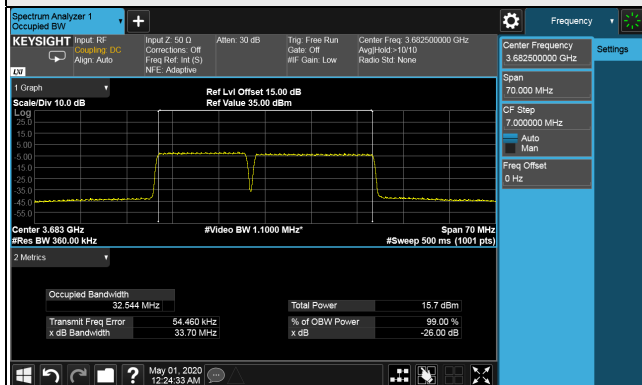 Spectrum Analyzer 1
Occupied BW
Frequency
KEYSIGHT
Input: RF
Coupling: DC
Align: Auto
Input Z: 50 Ω
Corrections: Off
Freq Ref: Int (S)
NFE: Adaptive
Atten: 30 dB
Trig: Free Run
Gate: Off
#IF Gain: Low
Center Freq: 3.682500000 GHz
Avg|Hold:>10/10
Radio Std: None
LXI
Center Frequency
3.682500000 GHz
Settings
Span
70.000 MHz
CF Step
7.000000 MHz
Auto
Man
Freq Offset
0 Hz
1 Graph
Scale/Div 10.0 dB
Ref Lvl Offset 15.00 dB
Ref Value 35.00 dBm
Log
25.0
15.0
5.00
-5.00
-15.0
-25.0
-35.0
-45.0
-55.0
Center 3.683 GHz
#Res BW 360.00 kHz
#Video BW 1.1000 MHz*
Span 70 MHz
#Sweep 500 ms (1001 pts)
2 Metrics
Occupied Bandwidth
32.544 MHz
Total Power 15.7 dBm
Transmit Freq Error 54.460 kHz
% of OBW Power 99.00 %
x dB Bandwidth 33.70 MHz
x dB -26.00 dB
?
May 01, 2020
12:24:33 AM